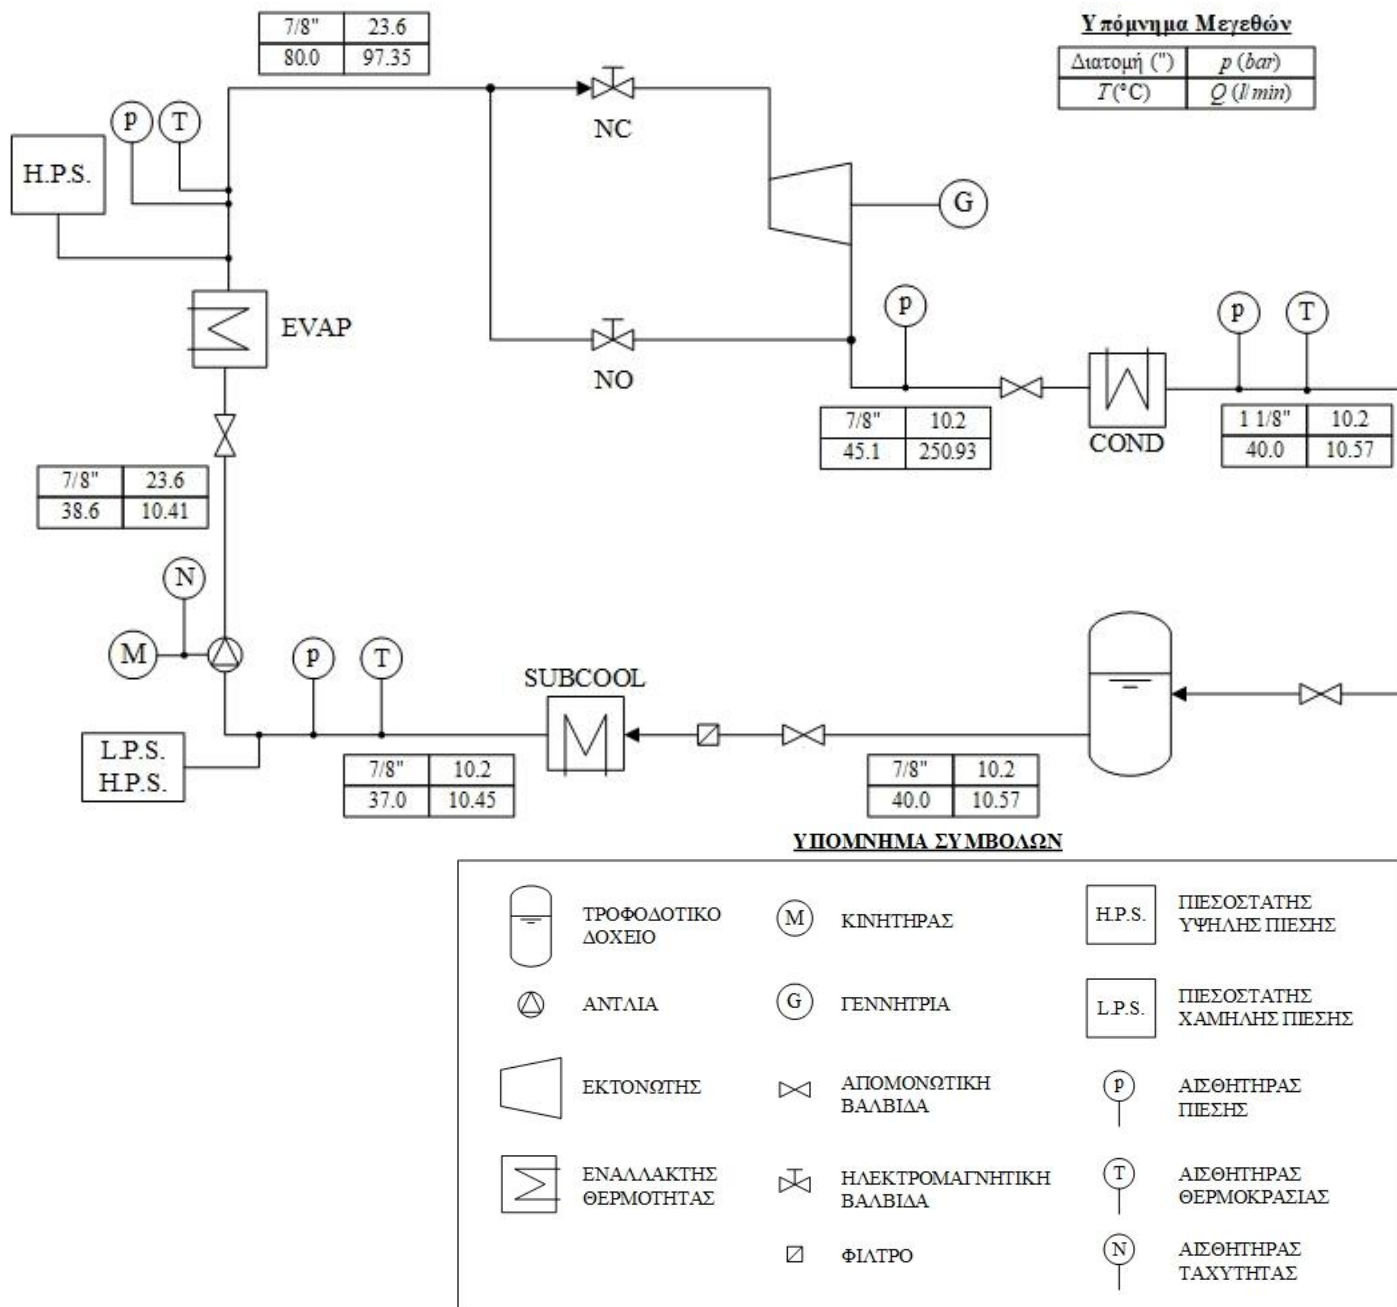 7/8" 23.6
80.0 97.35
Υπόμνημα Μεγεθών
Διατομή (") p (bar)
T(°C) Q (l/min)
p T
H.P.S.
NC
G
EVAP
NO
p
p T
7/8" 10.2
45.1 250.93
COND
1 1/8" 10.2
40.0 10.57
7/8" 23.6
38.6 10.41
N
M
p T
SUBCOOL
L.P.S.
H.P.S.
7/8" 10.2
37.0 10.45
7/8" 10.2
40.0 10.57
ΥΠΟΜΝΗΜΑ ΣΥΜΒΟΛΩΝ
ΤΡΟΦΟΔΟΤΙΚΟ
ΔΟΧΕΙΟ
M ΚΙΝΗΤΗΡΑΣ
H.P.S. ΠΙΕΣΟΣΤΑΤΗΣ
ΥΨΗΛΗΣ ΠΙΕΣΗΣ
ΑΝΤΛΙΑ
G ΓΕΝΝΗΤΡΙΑ
L.P.S. ΠΙΕΣΟΣΤΑΤΗΣ
ΧΑΜΗΛΗΣ ΠΙΕΣΗΣ
ΕΚΤΟΝΩΤΗΣ
ΑΠΟΜΟΝΩΤΙΚΗ
ΒΑΛΒΙΔΑ
p ΑΙΣΘΗΤΗΡΑΣ
ΠΙΕΣΗΣ
ΕΝΑΛΛΑΚΤΗΣ
ΘΕΡΜΟΤΗΤΑΣ
ΗΛΕΚΤΡΟΜΑΓΝΗΤΙΚΗ
ΒΑΛΒΙΔΑ
T ΑΙΣΘΗΤΗΡΑΣ
ΘΕΡΜΟΚΡΑΣΙΑΣ
ΦΙΛΤΡΟ
N ΑΙΣΘΗΤΗΡΑΣ
ΤΑΧΥΤΗΤΑΣ